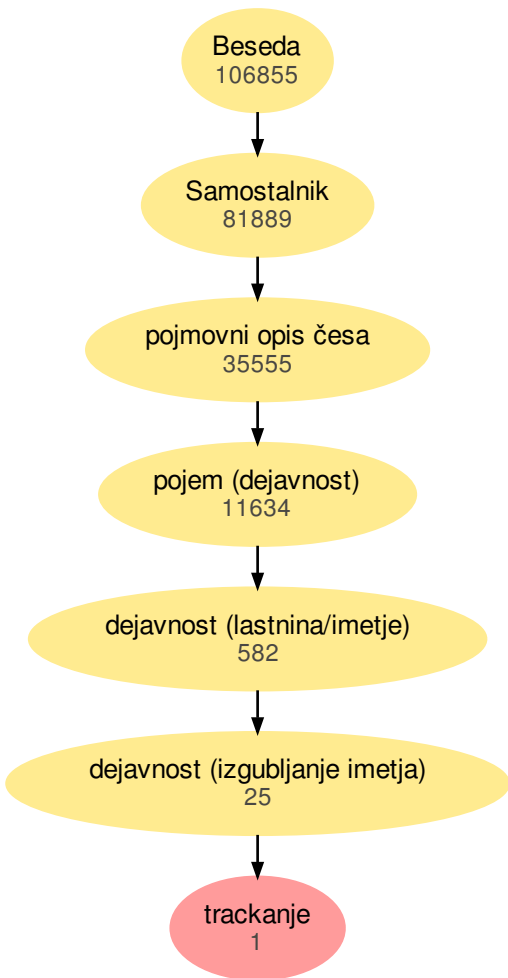 Beseda
106855
Samostalnik
81889
pojmovni opis česa
35555
pojem (dejavnost)
11634
dejavnost (lastnina/imetje)
582
dejavnost (izgubljanje imetja)
25
trackanje
1